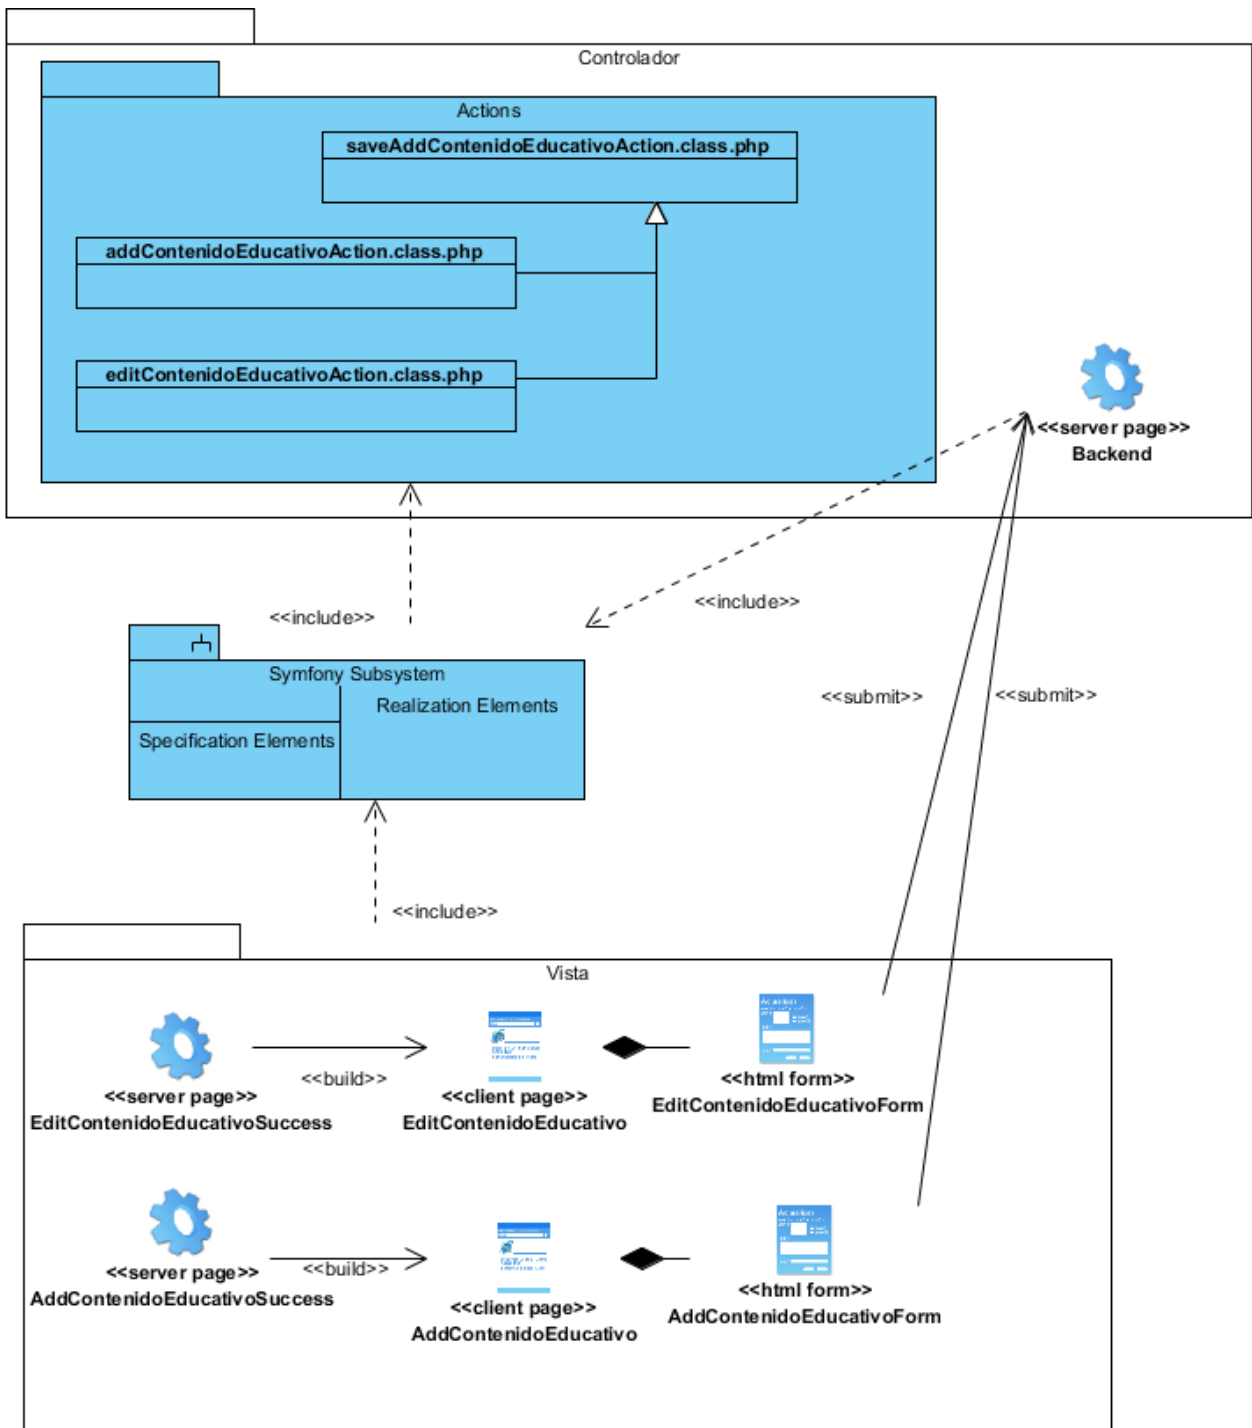 Controlador
Actions
saveAddContenidoEducativoAction.class.php
addContenidoEducativoAction.class.php
editContenidoEducativoAction.class.php
<<server page>>
Backend
<<include>>
<<include>>
Symfony Subsystem
Realization Elements
Specification Elements
<<submit>>
<<submit>>
<<include>>
Vista
<<build>>
<<server page>>
EditContenidoEducativoSuccess
<<client page>>
EditContenidoEducativo
<<html form>>
EditContenidoEducativoForm
<<build>>
<<server page>>
AddContenidoEducativoSuccess
<<client page>>
AddContenidoEducativo
<<html form>>
AddContenidoEducativoForm